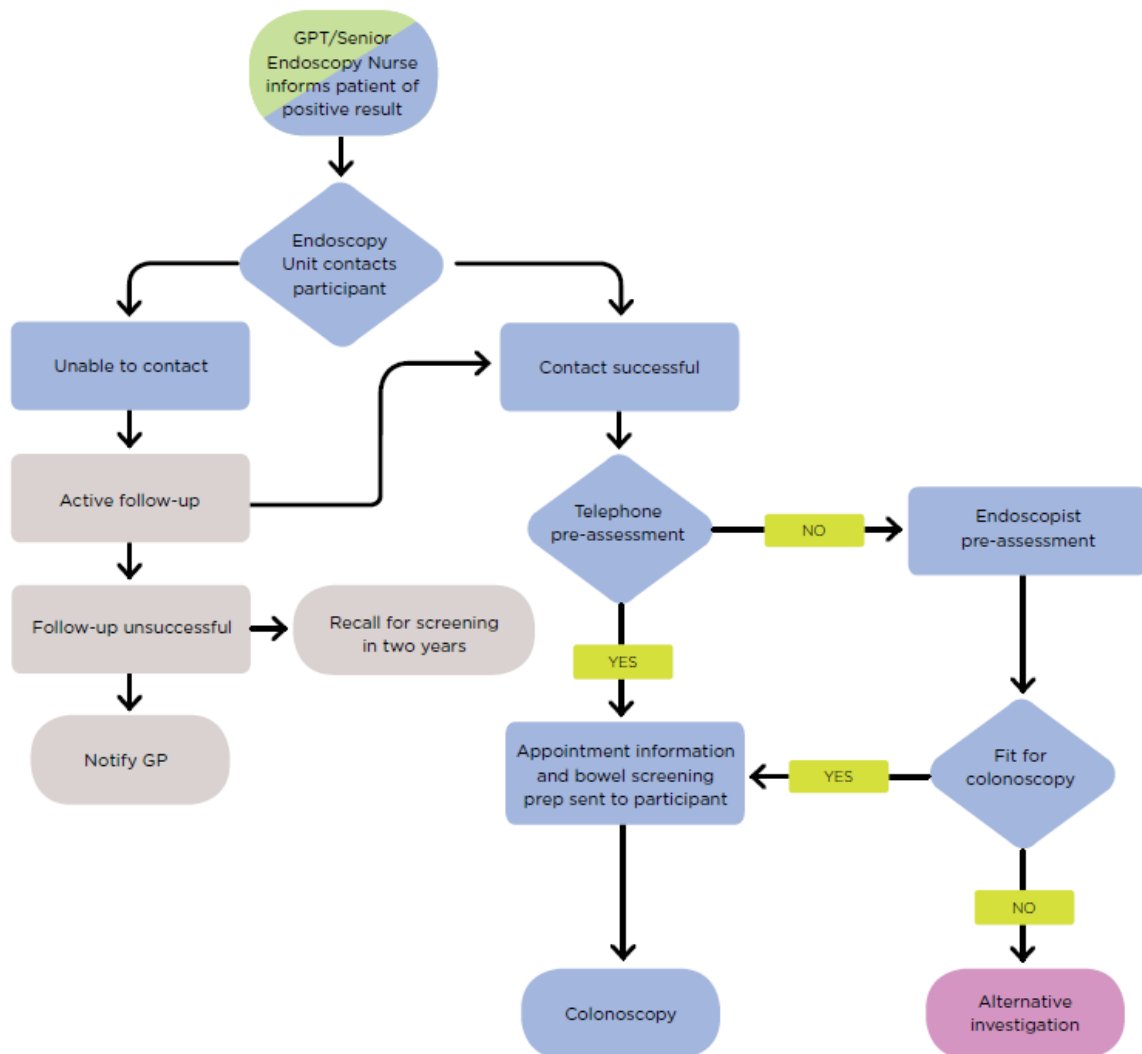 GPT/Senior
Endoscopy Nurse
informs patient of
positive result
Endoscopy
Unit contacts
participant
Unable to contact
Contact successful
Active follow-up
Telephone
pre-assessment
NO
Endoscopist
pre-assessment
Follow-up unsuccessful
Recall for screening
in two years
YES
Notify GP
Appointment information
and bowel screening
prep sent to participant
YES
Fit for
colonoscopy
NO
Colonoscopy
Alternative
investigation